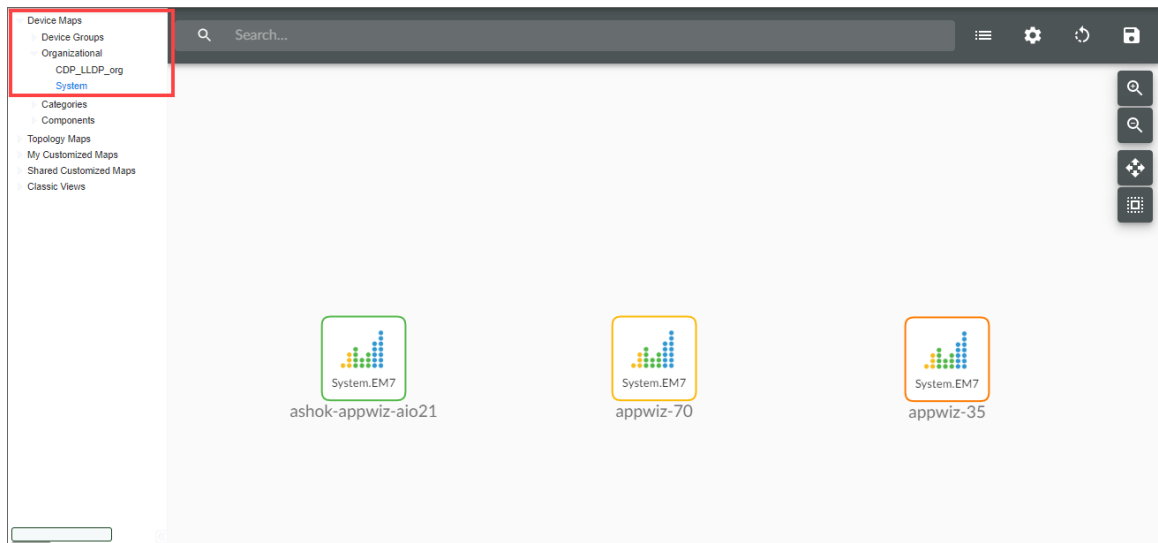 Device Maps
Device Groups
Organizational
CDP_LLDP_org
System
Categories
Components
Topology Maps
My Customized Maps
Shared Customized Maps
Classic Views
Search...
System.EM7
ashok-appwiz-aio21
System.EM7
appwiz-70
System.EM7
appwiz-35